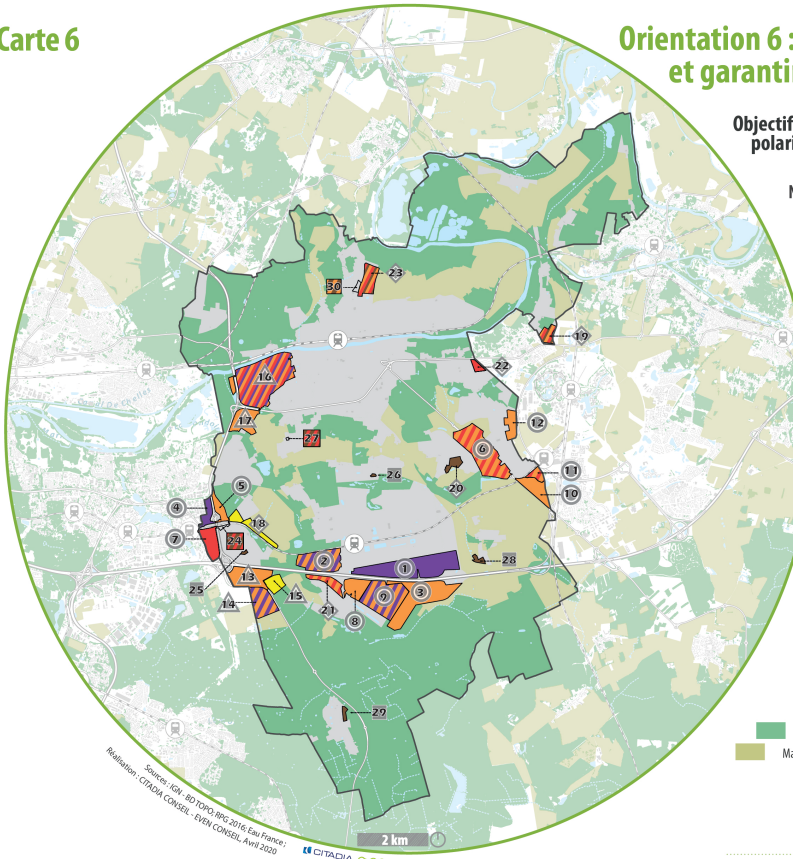 Carte 6
Orientation 6 :
et garanti
Objectif
polari
N
23
30
19
22
16
17
12
27
6
11
26
20
10
5
4
18
7
24
2
1
28
25
13
9
3
14
15
21
8
29
Ma
Sources : IGN - BD TOPO; RPG 2016; Eau France ;
Réalisation : CITADIA CONSEIL - EVEN CONSEIL, Avril 2020
2 km
CITADIA